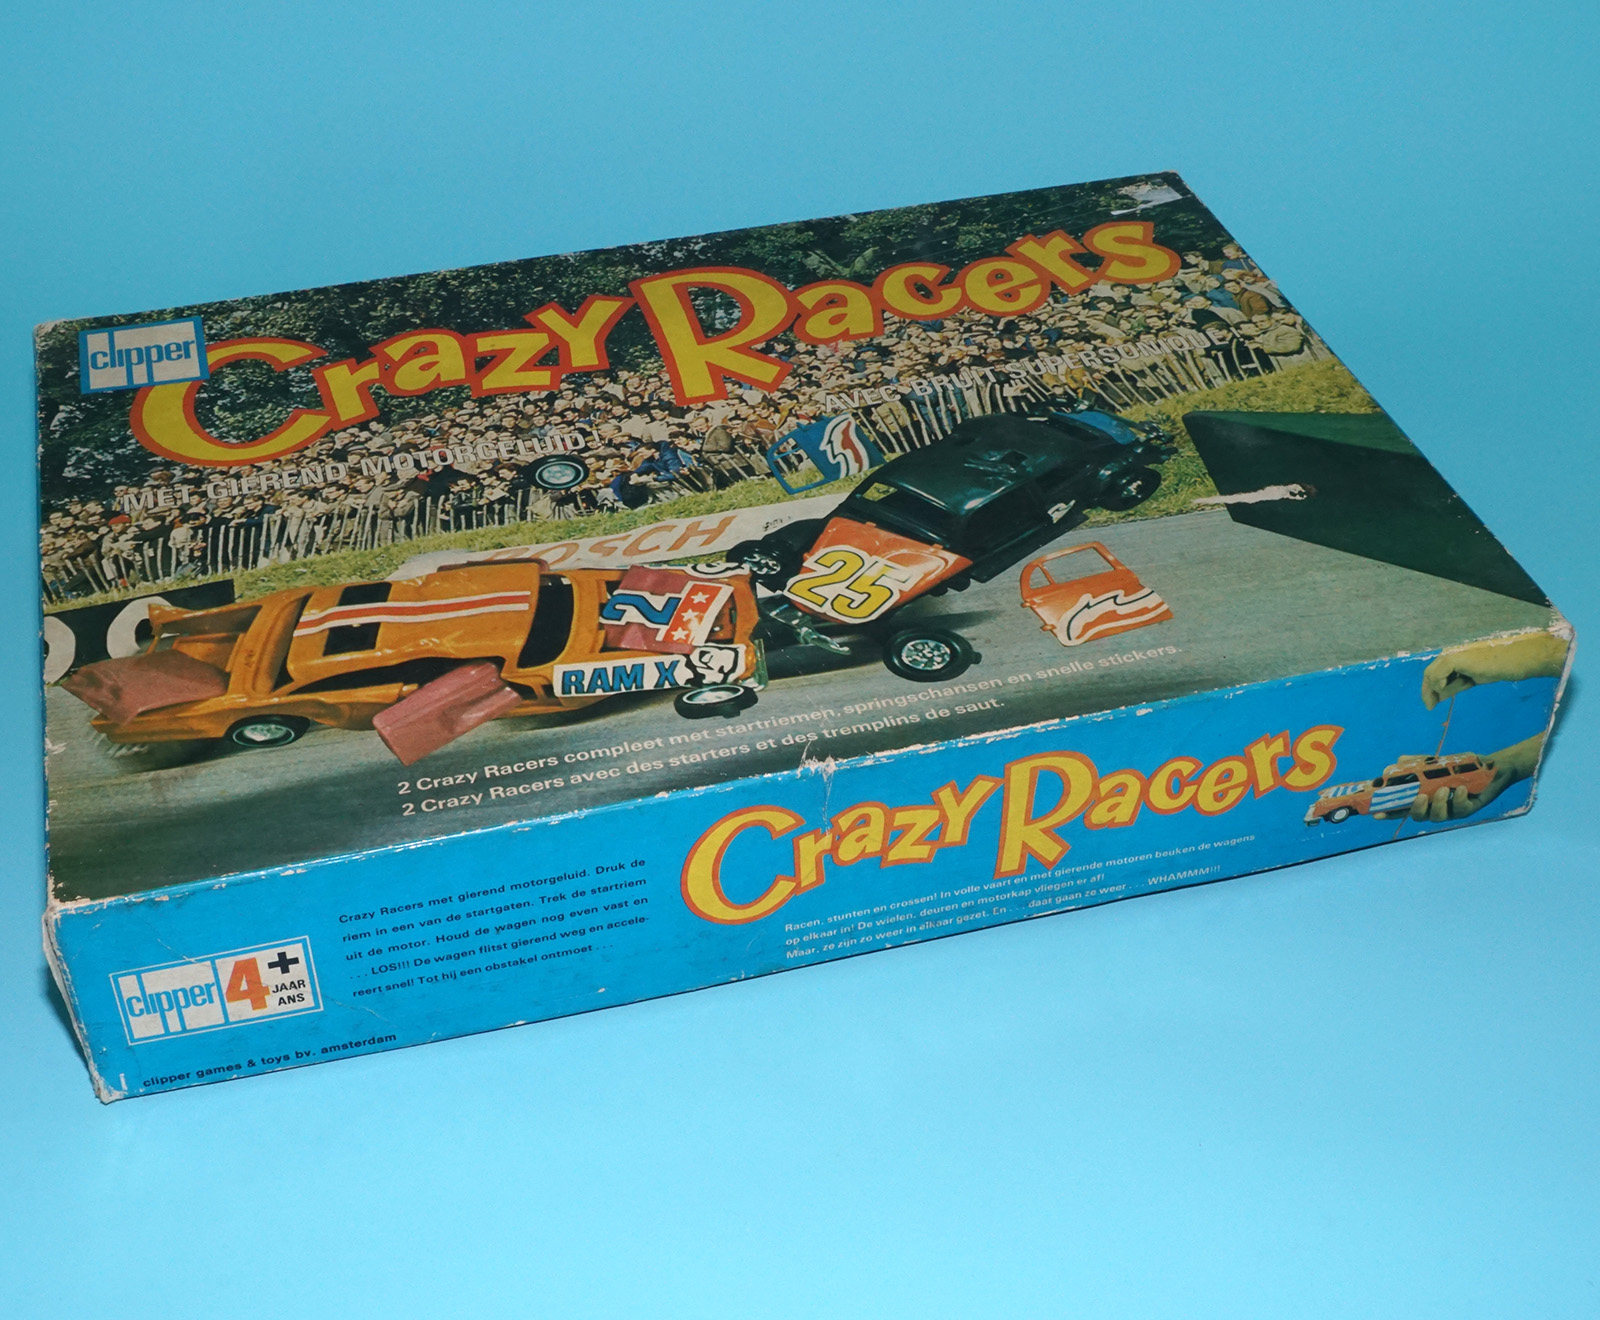 clipper
Crazy Racers
MET GIEREND MOTORGELUID!
AVEC BRUIT SUPERSONIQUE
BOSCH
25
2
RAM X
2 Crazy Racers compleet met startriemen, springschansen en snelle stickers.
2 Crazy Racers avec des starters et des tremplins de saut.
Crazy Racers met gierend motorgeluid. Druk de
riem in een van de startgaten. Trek de startriem
uit de motor. Houd de wagen nog even vast en
... LOS!!! De wagen flitst gierend weg en accele-
reert snel! Tot hij een obstakel ontmoet ...
Crazy Racers
Racen, stunten en crossen! In volle vaart en met gierende motoren beuken de wagens
op elkaar in! De wielen, deuren en motorkap vliegen er af!
Maar, ze zijn zo weer in elkaar gezet. En ... daar gaan ze weer ... WHAMMM!!!
clipper 4+
JAAR
ANS
clipper games & toys bv. amsterdam